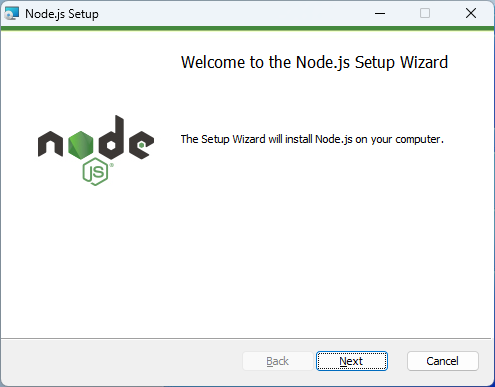 Node.js Setup
Welcome to the Node.js Setup Wizard
node
JS®
The Setup Wizard will install Node.js on your computer.
Back Next Cancel